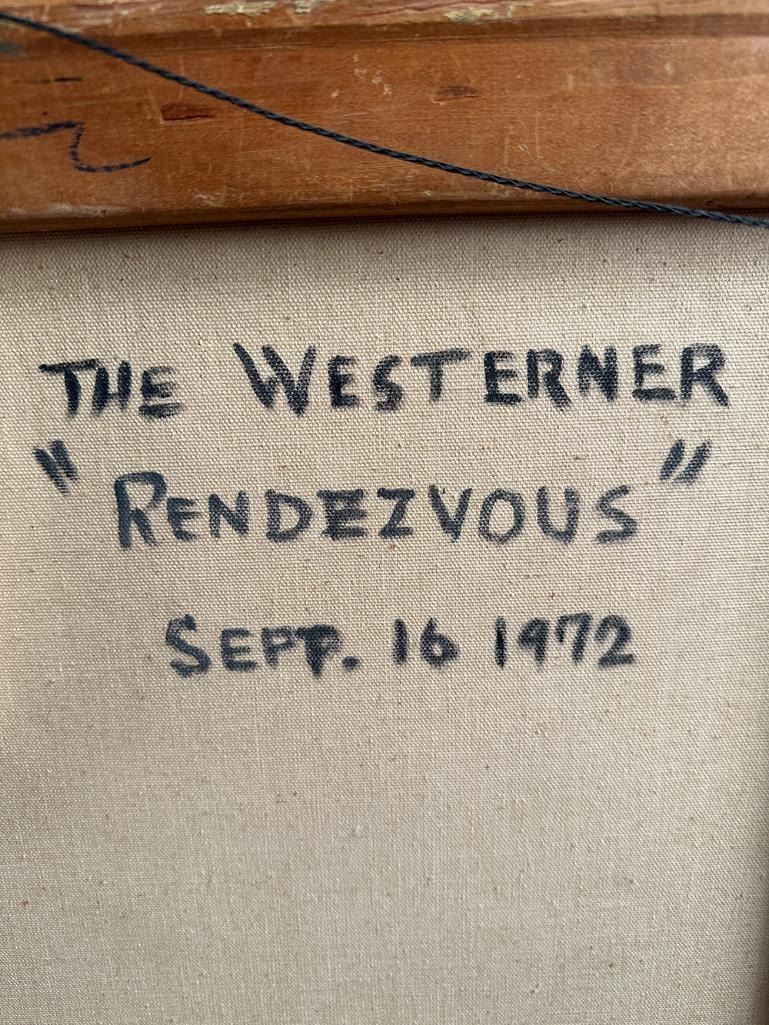 THE WESTERNER
"RENDEZVOUS"
SEPT. 16 1972